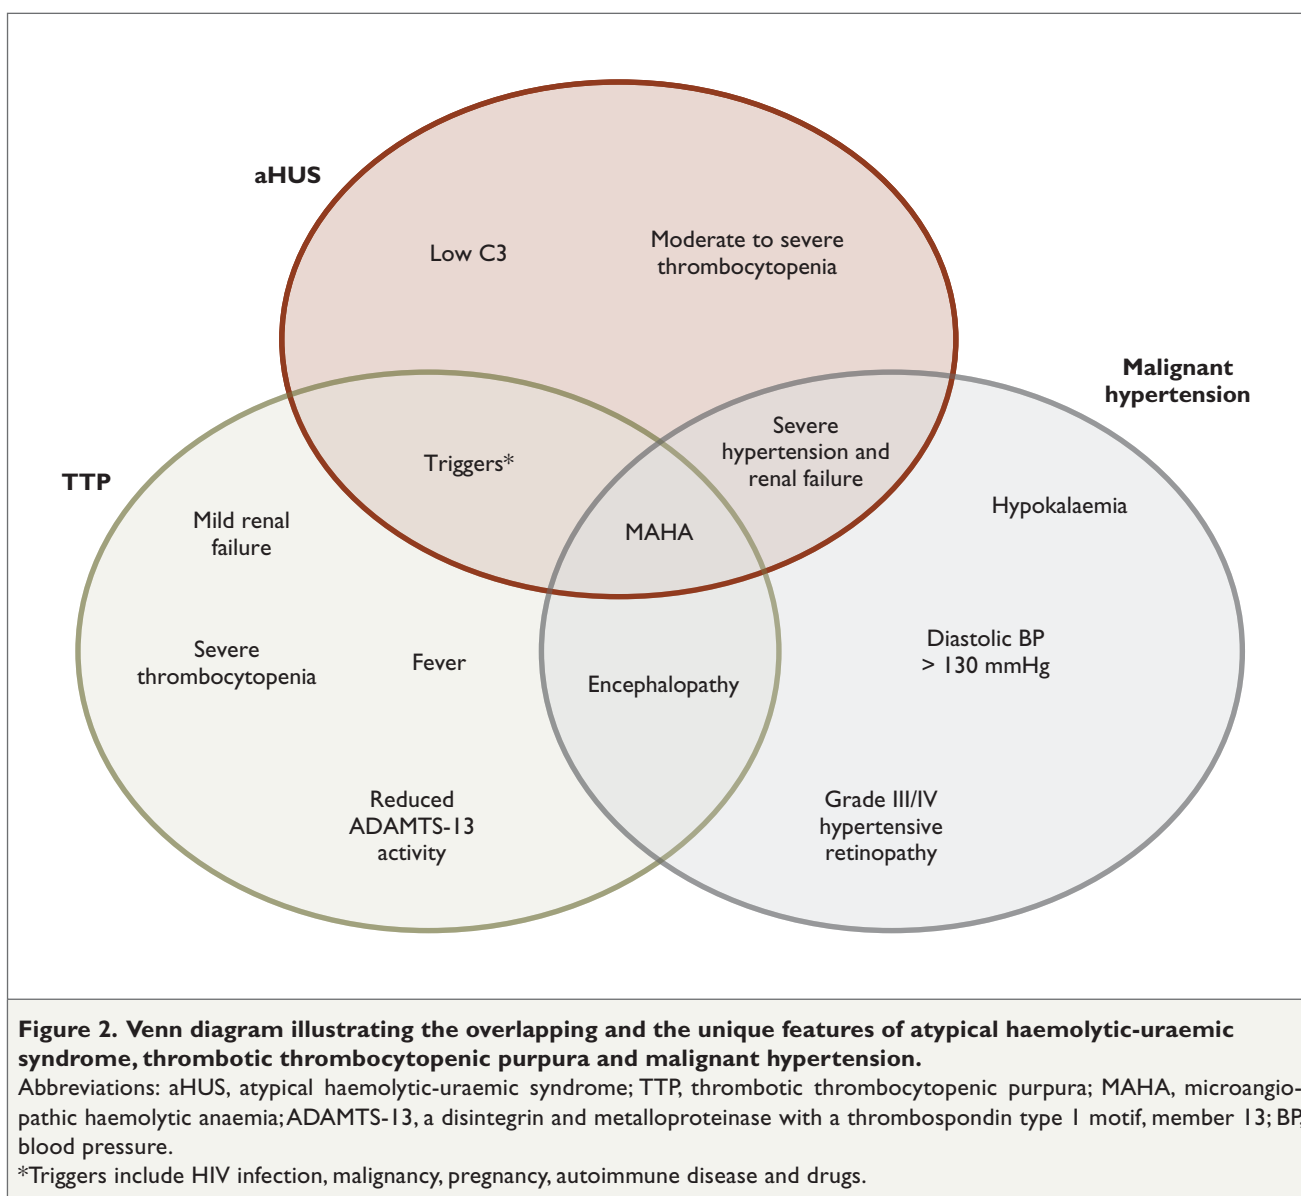 aHUS
Low C3
Moderate to severe
thrombocytopenia
Malignant
hypertension
Severe
hypertension and
renal failure
Triggers*
TTP
Mild renal
failure
Hypokalaemia
MAHA
Severe
thrombocytopenia
Fever
Diastolic BP
> 130 mmHg
Encephalopathy
Reduced
ADAMTS-13
activity
Grade III/IV
hypertensive
retinopathy
Figure 2. Venn diagram illustrating the overlapping and the unique features of atypical haemolytic-uraemic
syndrome, thrombotic thrombocytopenic purpura and malignant hypertension.
Abbreviations: aHUS, atypical haemolytic-uraemic syndrome; TTP, thrombotic thrombocytopenic purpura; MAHA, microangio-
pathic haemolytic anaemia; ADAMTS-13, a disintegrin and metalloproteinase with a thrombospondin type 1 motif, member 13; BP,
blood pressure.
*Triggers include HIV infection, malignancy, pregnancy, autoimmune disease and drugs.